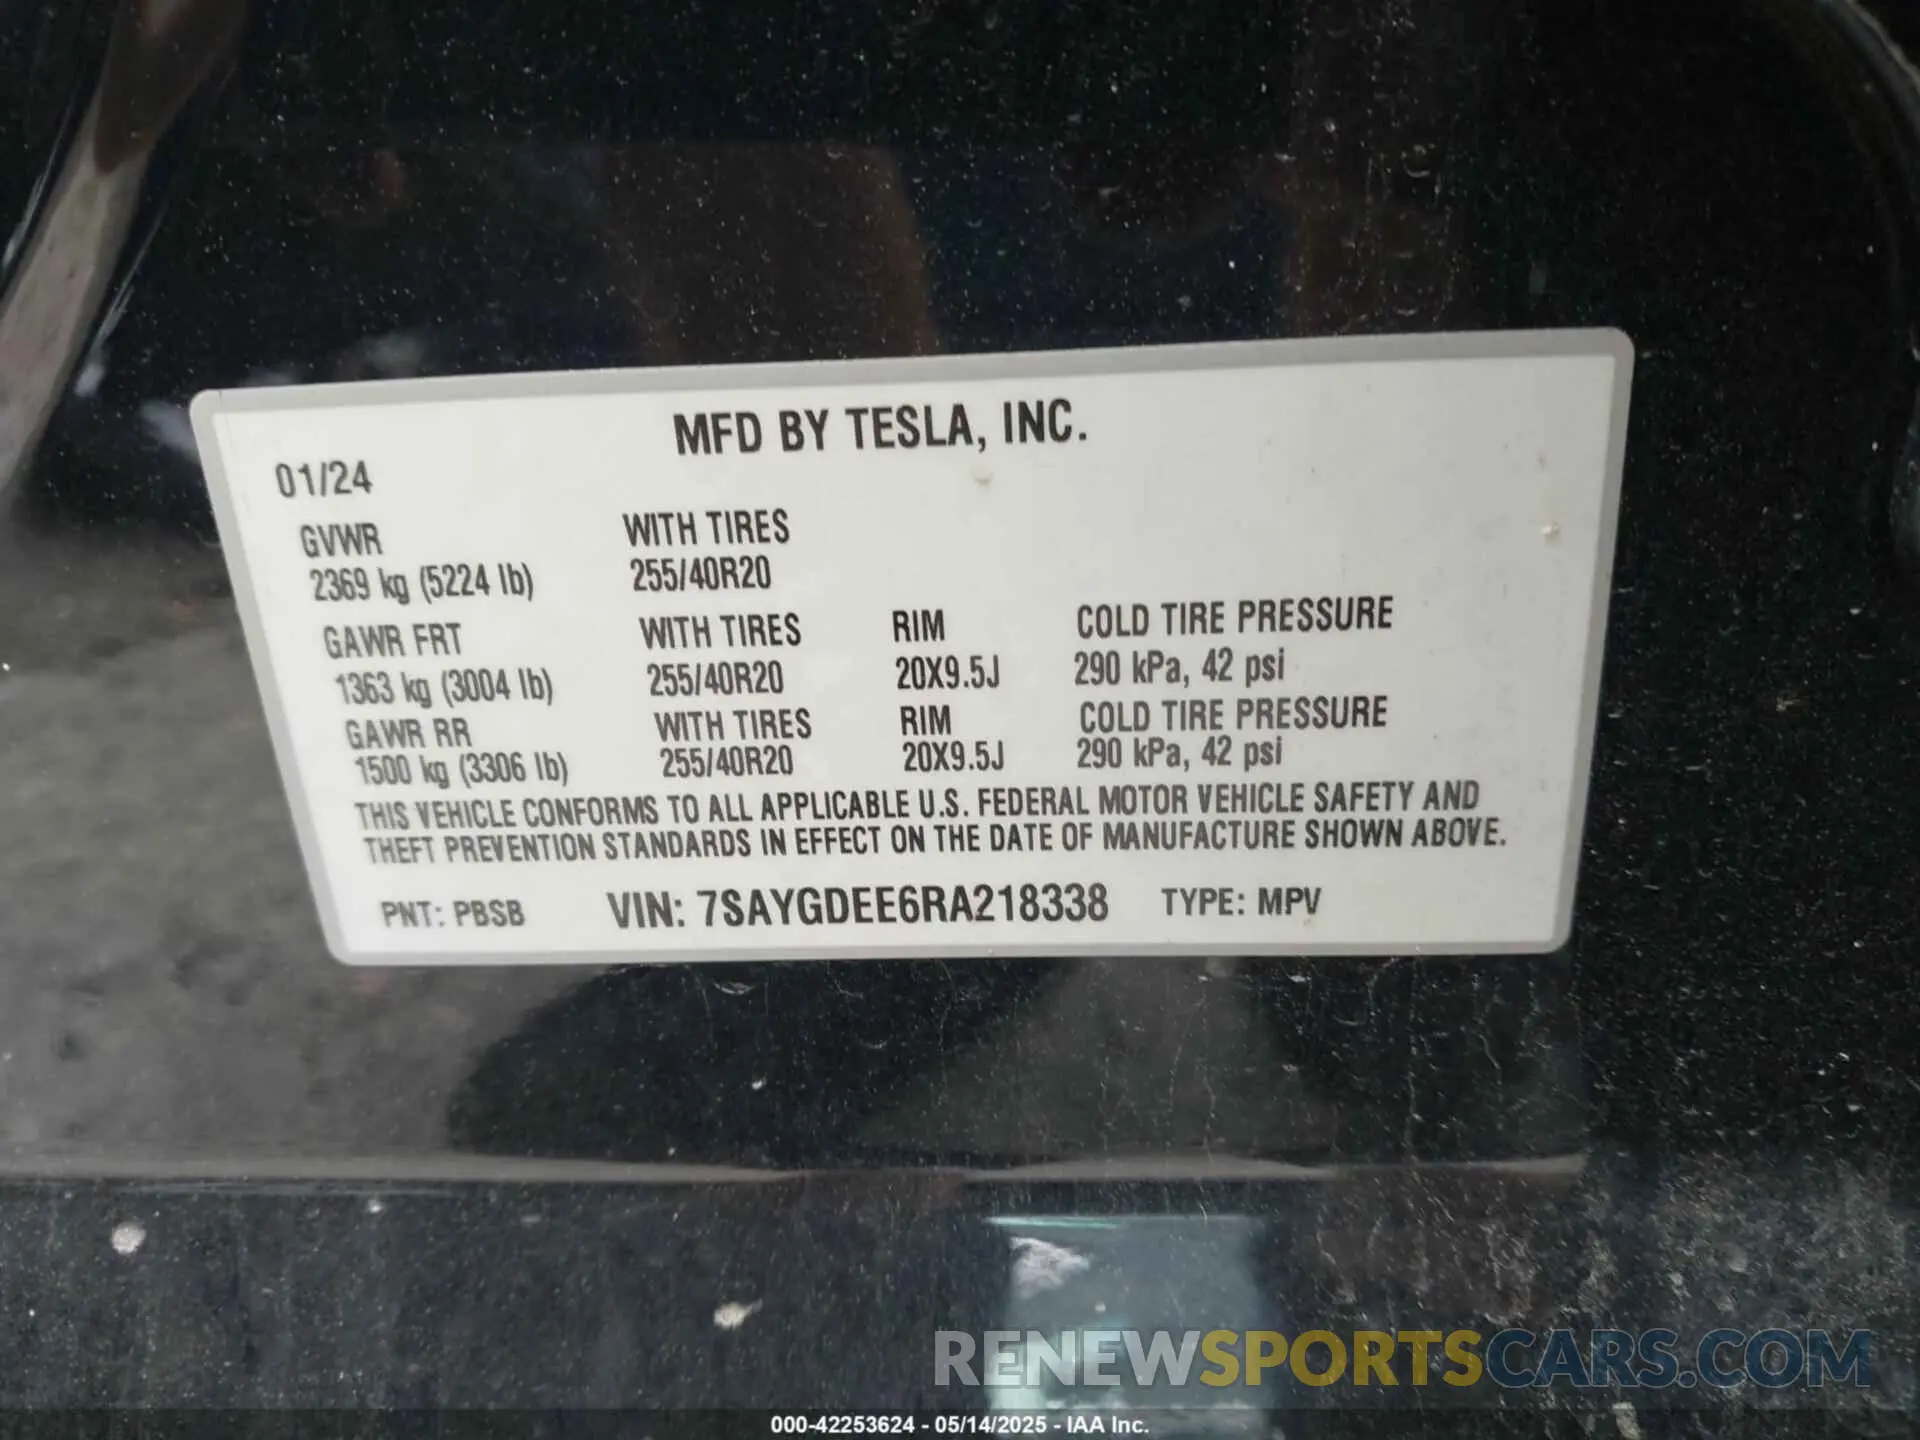 MFD BY TESLA, INC.
01/24
GVWR WITH TIRES
2369 kg (5224 lb) 255/40R20
GAWR FRT WITH TIRES RIM COLD TIRE PRESSURE
1363 kg (3004 lb) 255/40R20 20X9.5J 290 kPa, 42 psi
GAWR RR WITH TIRES RIM COLD TIRE PRESSURE
1500 kg (3306 lb) 255/40R20 20X9.5J 290 kPa, 42 psi
THIS VEHICLE CONFORMS TO ALL APPLICABLE U.S. FEDERAL MOTOR VEHICLE SAFETY AND
THEFT PREVENTION STANDARDS IN EFFECT ON THE DATE OF MANUFACTURE SHOWN ABOVE.
PNT: PBSB VIN: 7SAYGDEE6RA218338 TYPE: MPV
RENEWSPORTSCARS.COM
000-42253624 - 05/14/2025 - IAA Inc.